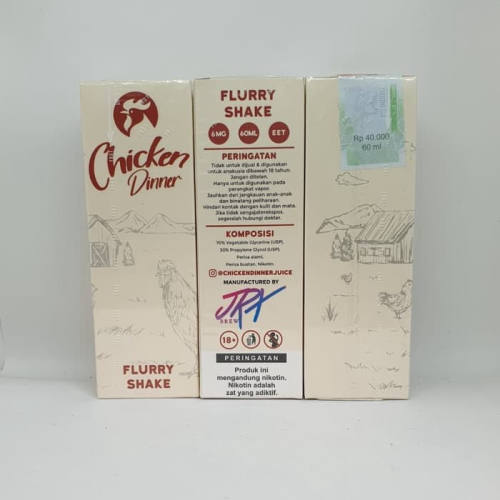 Chicken
Dinner
FLURRY
SHAKE
FLURRY
SHAKE
6MG
60ML
EET
PERINGATAN
Tidak untuk dijual & digunakan
untuk anakusia dibawah 18 tahun.
Jangan ditelan.
Hanya untuk digunakan pada
perangkat vapor.
Jauhkan dari jangkauan anak-anak
dan binatang peliharaan.
Hindari kontak dengan kulit dan mata.
Jika tidak sengajaterekspos,
segeralah hubungi dokter.
KOMPOSISI
70% Vegetable Glycerine (USP),
30% Propylene Glycol (USP),
Perisa alami,
Perisa buatan, Nikotin.
@CHICKENDINNERJUICE
MANUFACTURED BY
JRX
BREW
18+
PERINGATAN
Produk ini
mengandung nikotin.
Nikotin adalah
zat yang adiktif.
Rp 40.000
60 ml